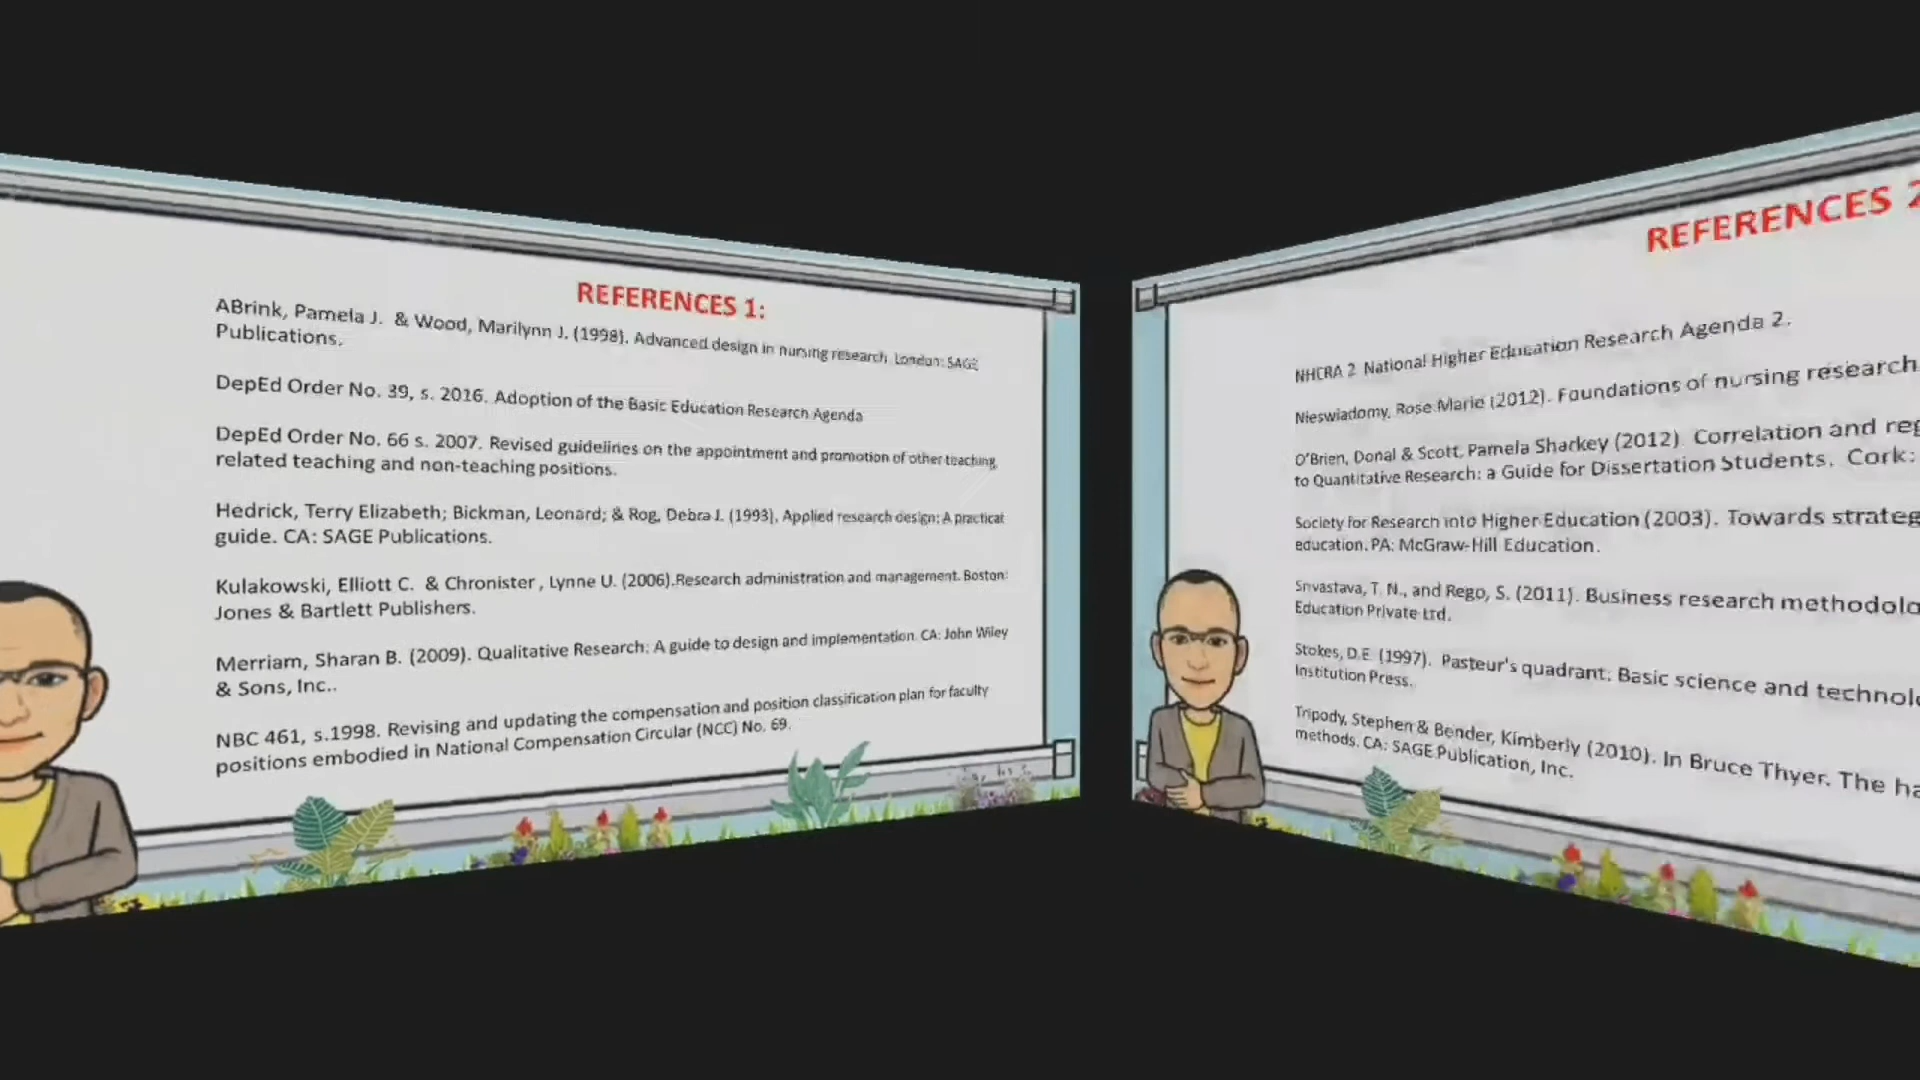 REFERENCES 1:
ABrink, Pamela J. & Wood, Marilynn J. (1998). Advanced design in nursing research. London: SAGE
Publications.
DepEd Order No. 39, s. 2016. Adoption of the Basic Education Research Agenda
DepEd Order No. 66 s. 2007. Revised guidelines on the appointment and promotion of other teaching,
related teaching and non-teaching positions.
Hedrick, Terry Elizabeth; Bickman, Leonard; & Rog, Debra J. (1993). Applied research design: A practical
guide. CA: SAGE Publications.
Kulakowski, Elliott C. & Chronister, Lynne U. (2006).Research administration and management. Boston:
Jones & Bartlett Publishers.
Merriam, Sharan B. (2009). Qualitative Research: A guide to design and implementation. CA: John Wiley
& Sons, Inc..
NBC 461, s.1998. Revising and updating the compensation and position classification plan for faculty
positions embodied in National Compensation Circular (NCC) No. 69.
REFERENCES 2
NHERA 2 National Higher Education Research Agenda 2.
Nieswiadomy, Rose Marie (2012). Foundations of nursing research.
O'Brien, Donal & Scott, Pamela Sharkey (2012). Correlation and reg
to Quantitative Research: a Guide for Dissertation Students. Cork:
Society for Research into Higher Education (2003). Towards strateg
education. PA: McGraw-Hill Education.
Srivastava, T. N., and Rego, S. (2011). Business research methodolo
Education Private Ltd.
Stokes, D.E. (1997). Pasteur's quadrant: Basic science and technolo
Institution Press.
Tripody, Stephen & Bender, Kimberly (2010). In Bruce Thyer. The ha
methods. CA: SAGE Publication, Inc.